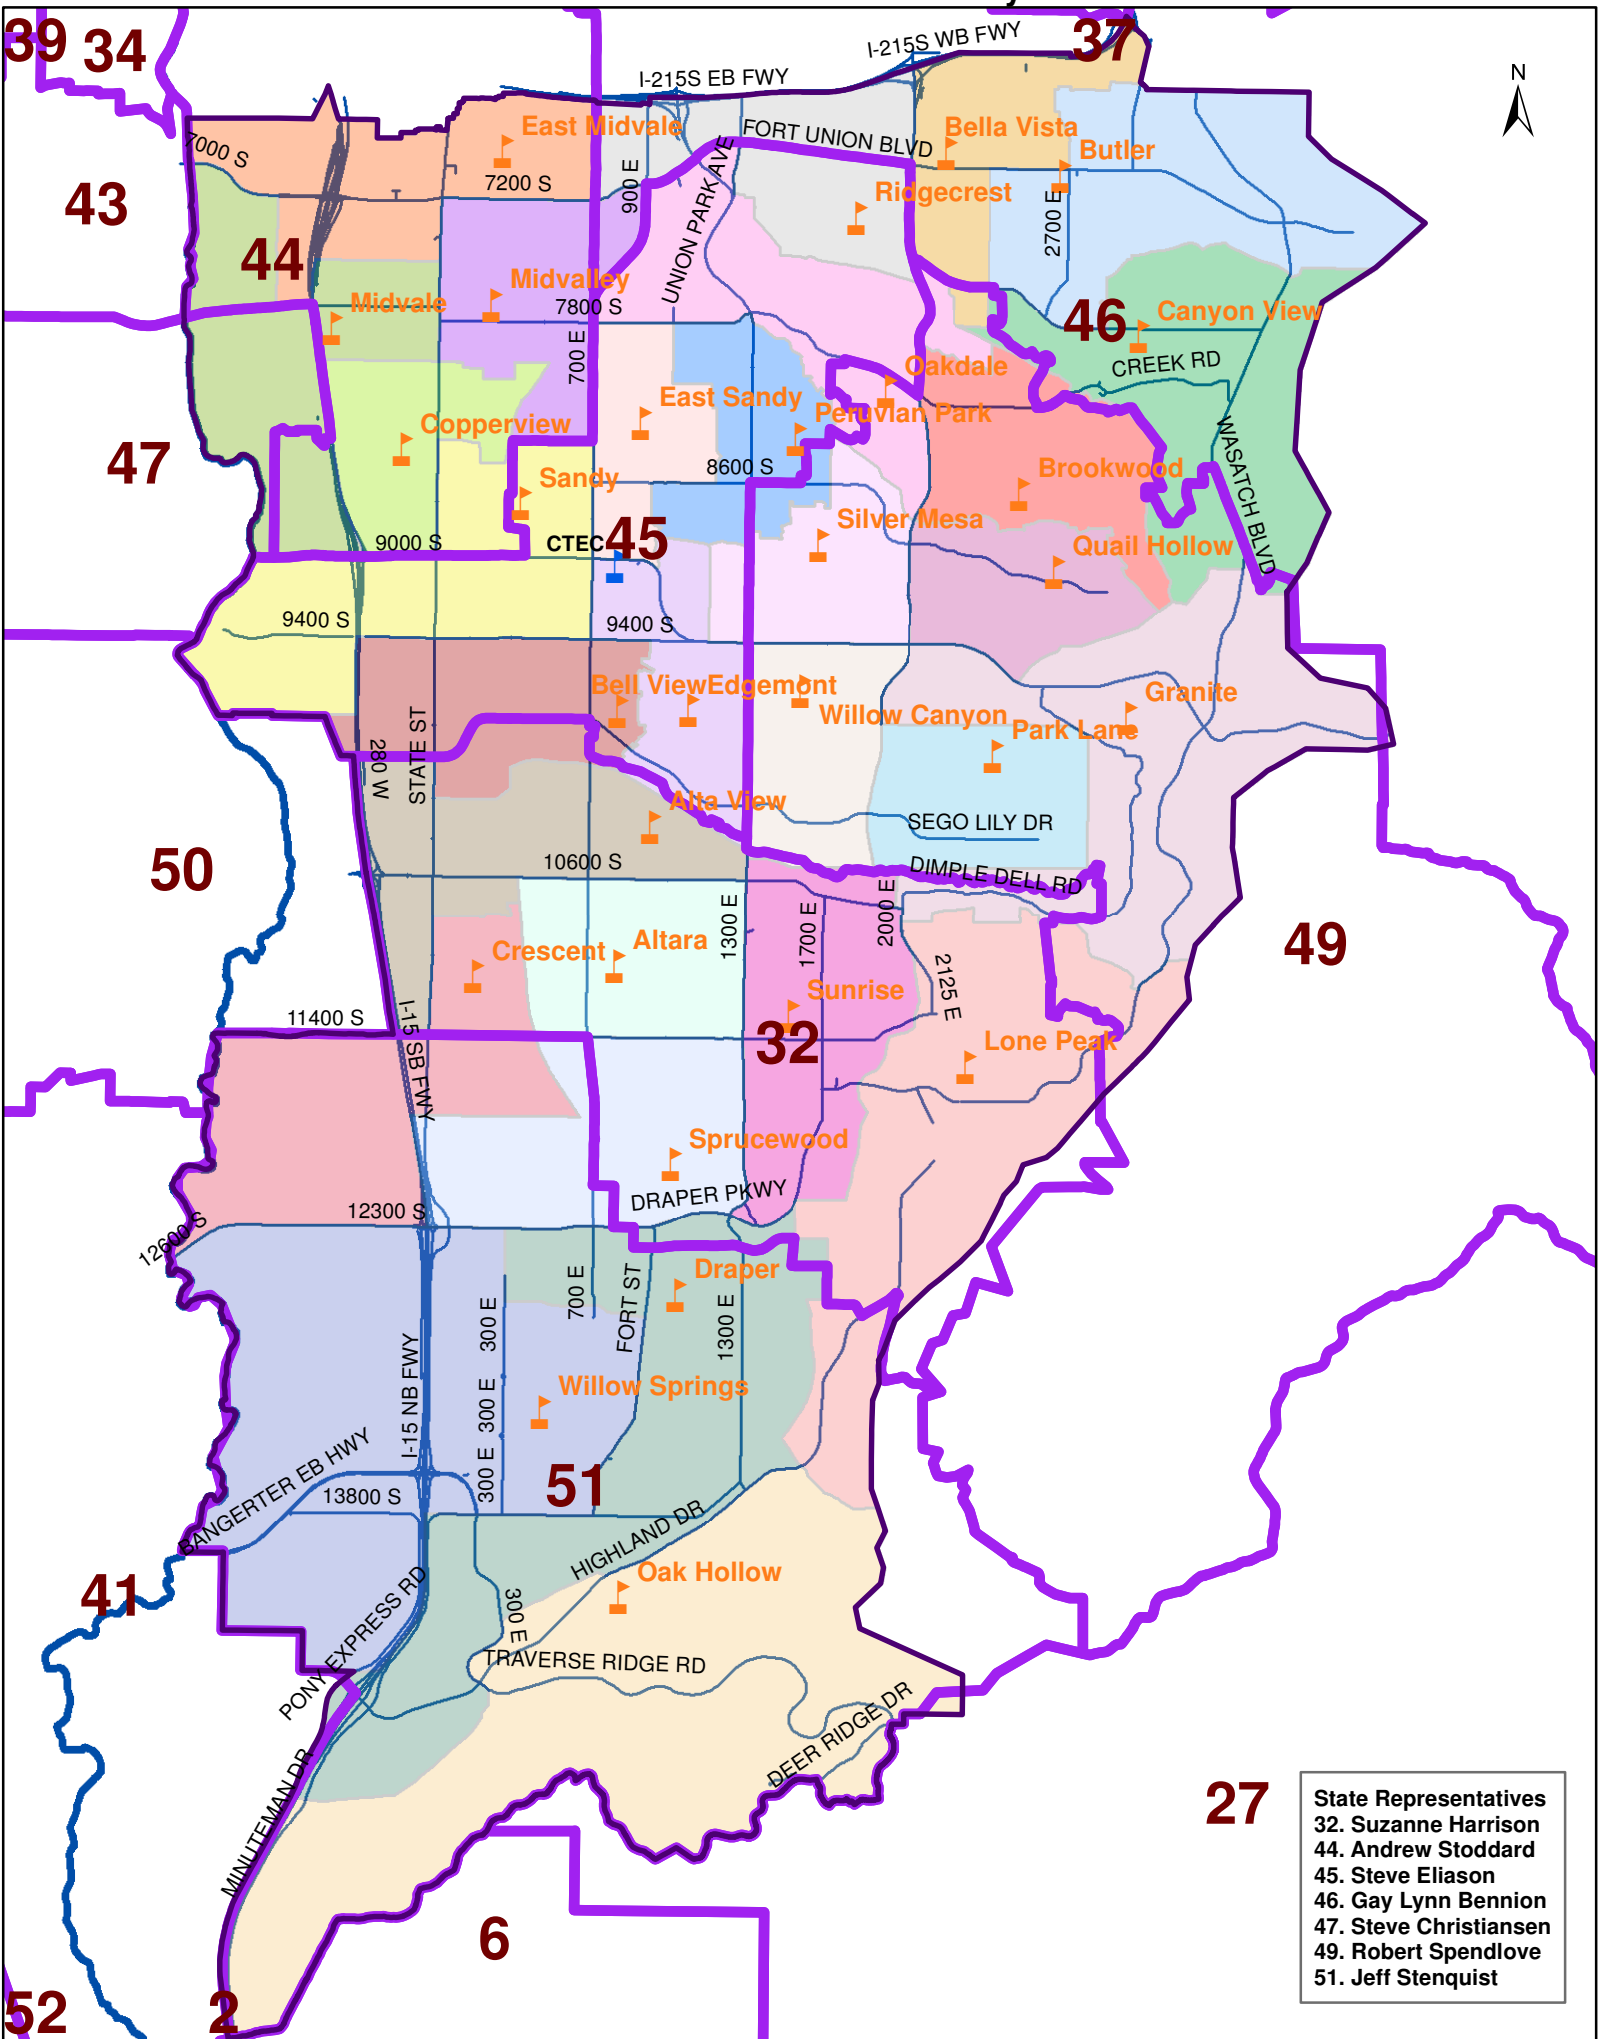 39
34
37
I-215S WB FWY
I-215S EB FWY
N
East Midvale
FORT UNION BLVD
Bella Vista
Butler
7000 S
7200 S
900 E
UNION PARK AVE
Ridgecrest
2700 E
43
44
Midvalley
7800 S
Midvale
46
Canyon View
CREEK RD
700 E
Oakdale
East Sandy
Peruvian Park
Copperview
WASATCH BLVD
47
8600 S
Brookwood
Sandy
Silver Mesa
9000 S
CTEC
45
Quail Hollow
9400 S
9400 S
Bell View
Edgemont
Willow Canyon
Granite
Park Lane
280 W
STATE ST
Alta View
SEGO LILY DR
50
10600 S
DIMPLE DELL RD
1300 E
1700 E
2000 E
49
Crescent
Altara
2125 E
Sunrise
11400 S
I-15 SB FWY
32
Lone Peak
Sprucewood
DRAPER PKWY
12300 S
12600 S
Draper
700 E
FORT ST
1300 E
300 E
I-15 NB FWY
Willow Springs
300 E
BANGERTER EB HWY
300 E
51
13800 S
HIGHLAND DR
Oak Hollow
41
PONY EXPRESS RD
300 E
TRAVERSE RIDGE RD
DEER RIDGE DR
MINUTEMAN DR
27
6
52
2
State Representatives
32. Suzanne Harrison
44. Andrew Stoddard
45. Steve Eliason
46. Gay Lynn Bennion
47. Steve Christiansen
49. Robert Spendlove
51. Jeff Stenquist